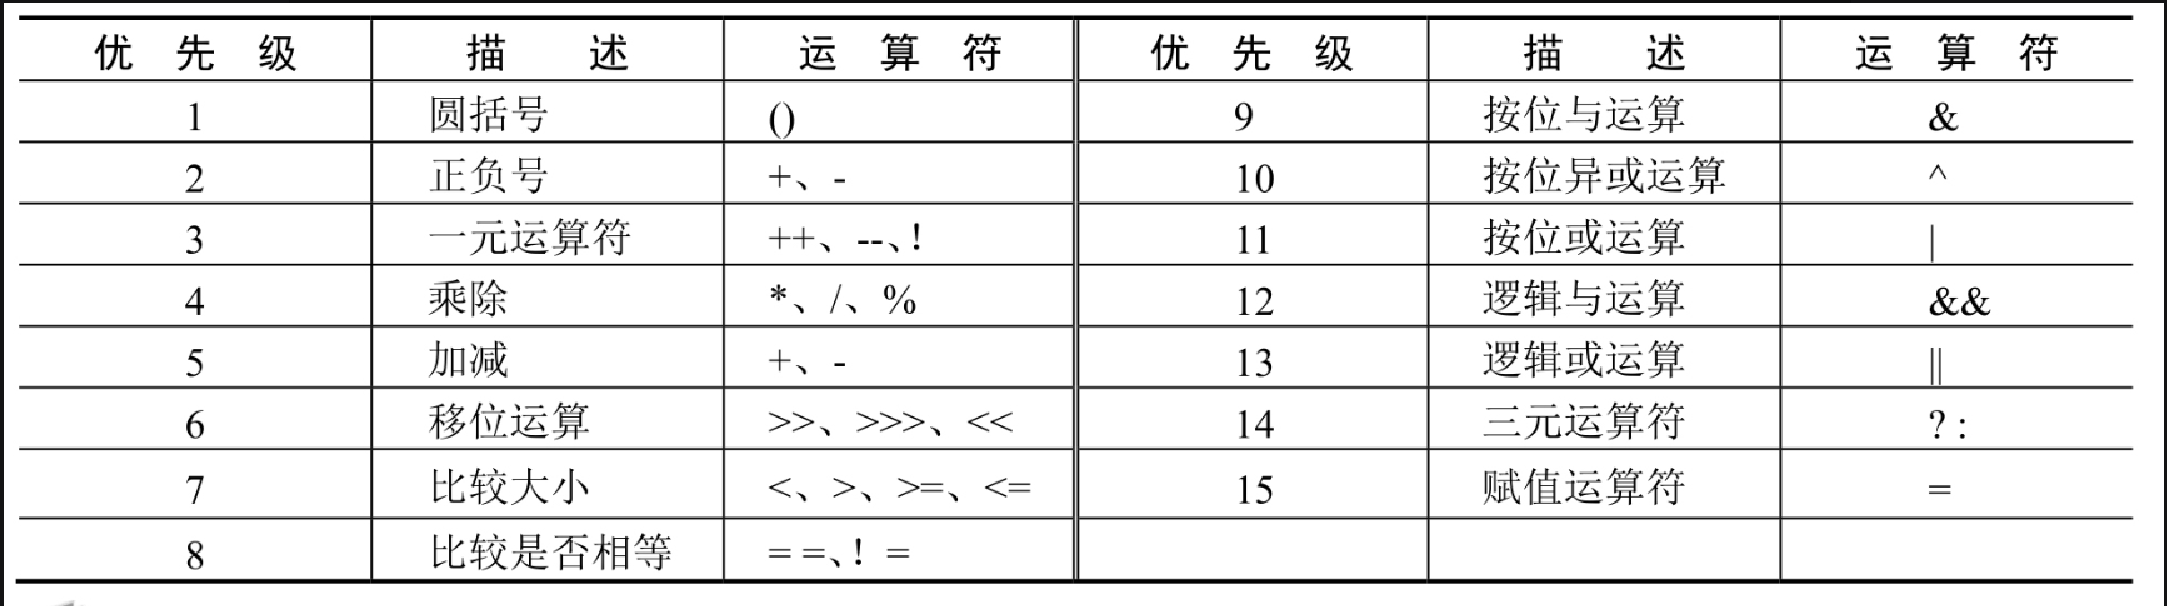 优先级 描述 运算符 优先级 描述 运算符
1 圆括号 () 9 按位与运算 &
2 正负号 +、- 10 按位异或运算 ^
3 一元运算符 ++、--、! 11 按位或运算 |
4 乘除 *、/、% 12 逻辑与运算 &&
5 加减 +、- 13 逻辑或运算 ||
6 移位运算 >>、>>>、<< 14 三元运算符 ? :
7 比较大小 <、>、>=、<= 15 赋值运算符 =
8 比较是否相等 = =、! =